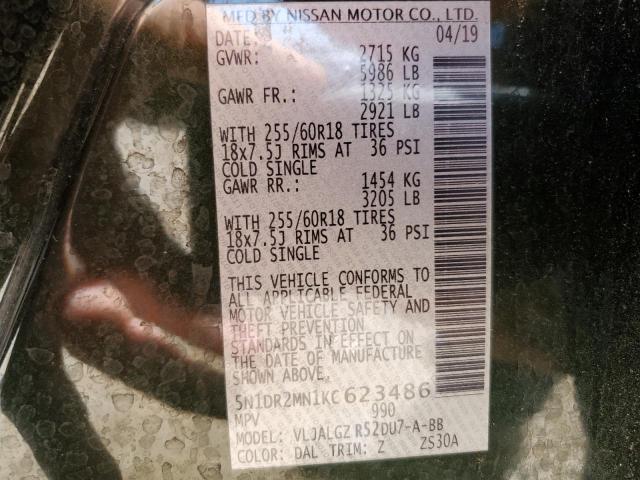 MFD BY NISSAN MOTOR CO., LTD.
DATE: 04/19
GVWR: 2715 KG
5986 LB
GAWR FR.: 1325 KG
2921 LB
WITH 255/60R18 TIRES
18x7.5J RIMS AT 36 PSI
COLD SINGLE
GAWR RR.: 1454 KG
3205 LB
WITH 255/60R18 TIRES
18x7.5J RIMS AT 36 PSI
COLD SINGLE
THIS VEHICLE CONFORMS TO
ALL APPLICABLE FEDERAL
MOTOR VEHICLE SAFETY AND
THEFT PREVENTION
STANDARDS IN EFFECT ON
THE DATE OF MANUFACTURE
SHOWN ABOVE.
5N1DR2MN1KC623486
MPV 990
MODEL: VLJALGZ R52DU7-A-BB
COLOR: DAL TRIM: Z ZS30A